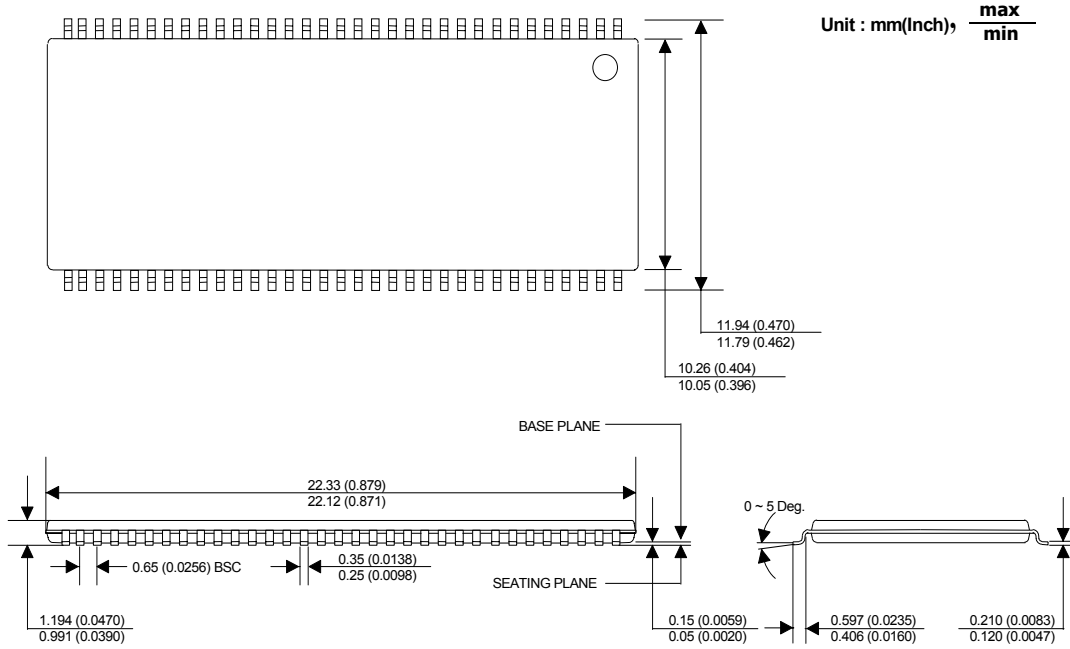 Unit : mm(Inch), max
min
11.94 (0.470)
11.79 (0.462)
10.26 (0.404)
10.05 (0.396)
BASE PLANE
22.33 (0.879)
22.12 (0.871)
0 ~ 5 Deg.
0.65 (0.0256) BSC
0.35 (0.0138)
0.25 (0.0098)
SEATING PLANE
1.194 (0.0470)
0.991 (0.0390)
0.15 (0.0059)
0.05 (0.0020)
0.597 (0.0235)
0.406 (0.0160)
0.210 (0.0083)
0.120 (0.0047)